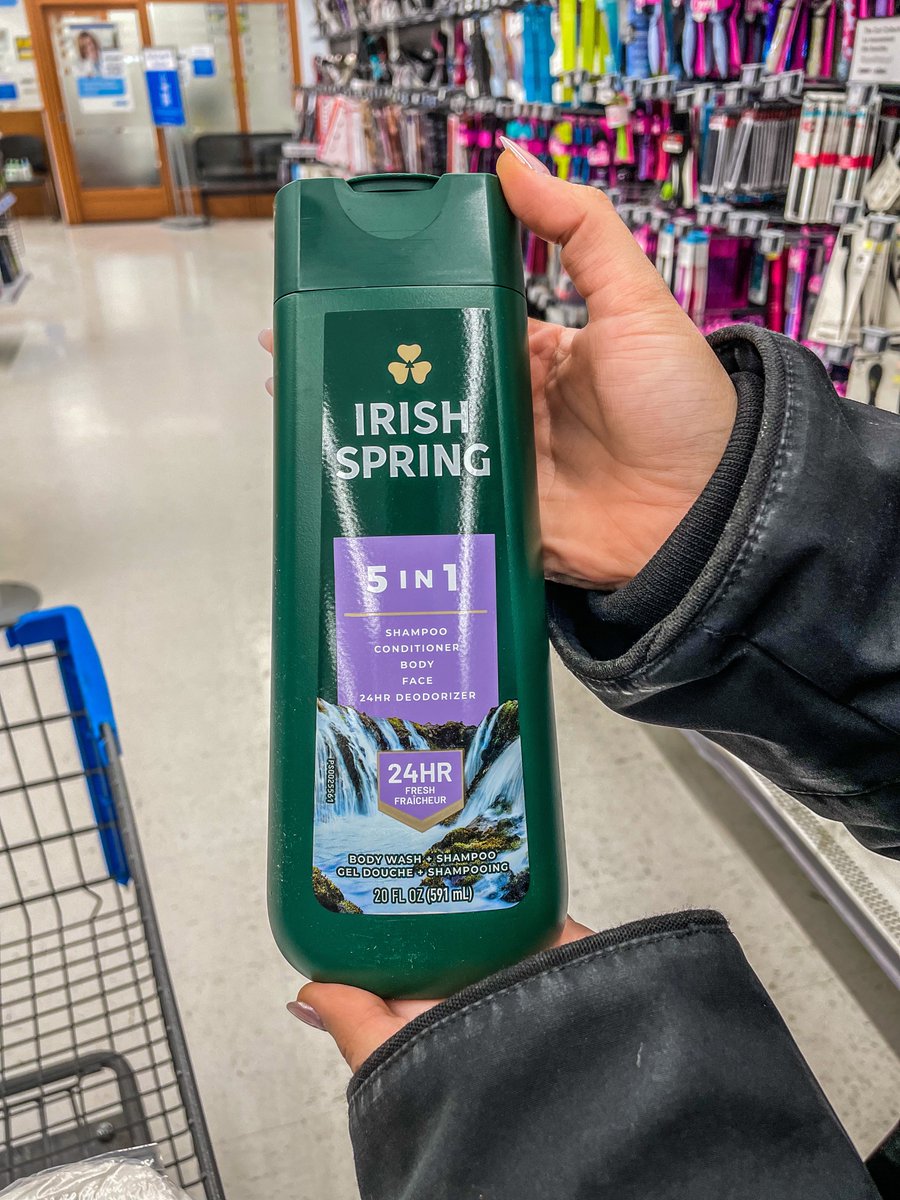 IRISH
SPRING
5 IN 1
SHAMPOO
CONDITIONER
BODY
FACE
24HR DEODORIZER
24HR
FRESH
FRAÎCHEUR
PS0025561
BODY WASH + SHAMPOO
GEL DOUCHE + SHAMPOOING
20 FL OZ (591 mL)